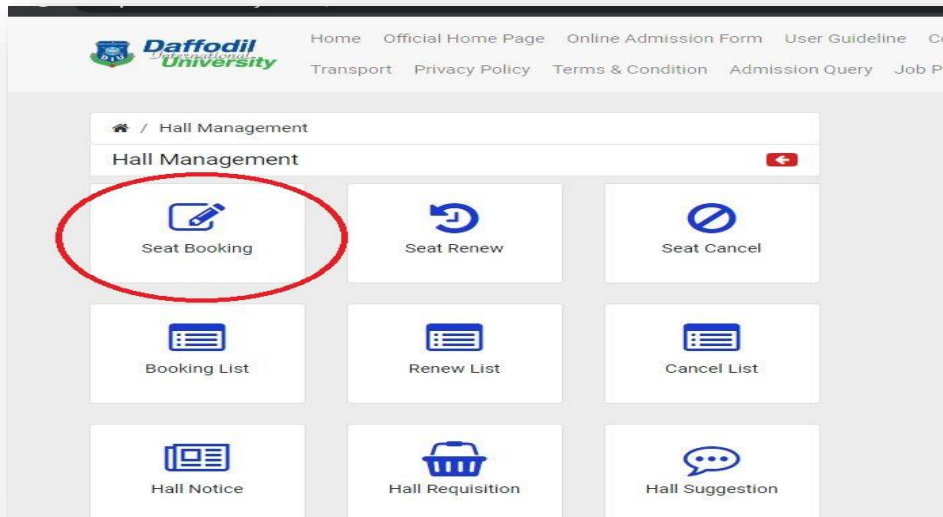 Daffodil
International
University
Home Official Home Page Online Admission Form User Guideline
Transport Privacy Policy Terms & Condition Admission Query Job P
/ Hall Management
Hall Management
Seat Booking Seat Renew Seat Cancel
Booking List Renew List Cancel List
Hall Notice Hall Requisition Hall Suggestion